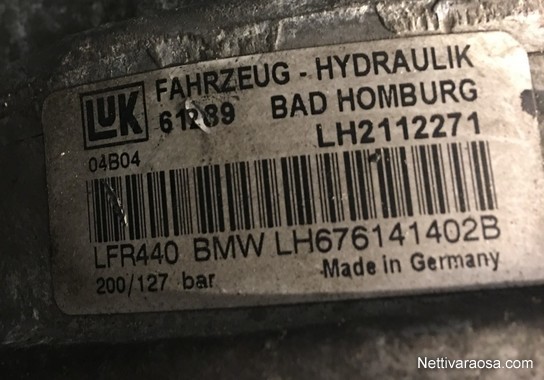 LuK
FAHRZEUG - HYDRAULIK
61289 BAD HOMBURG
LH2112271
04B04
LFR440 BMW LH676141402B
200/127 bar
Made in Germany
Nettivaraosa.com